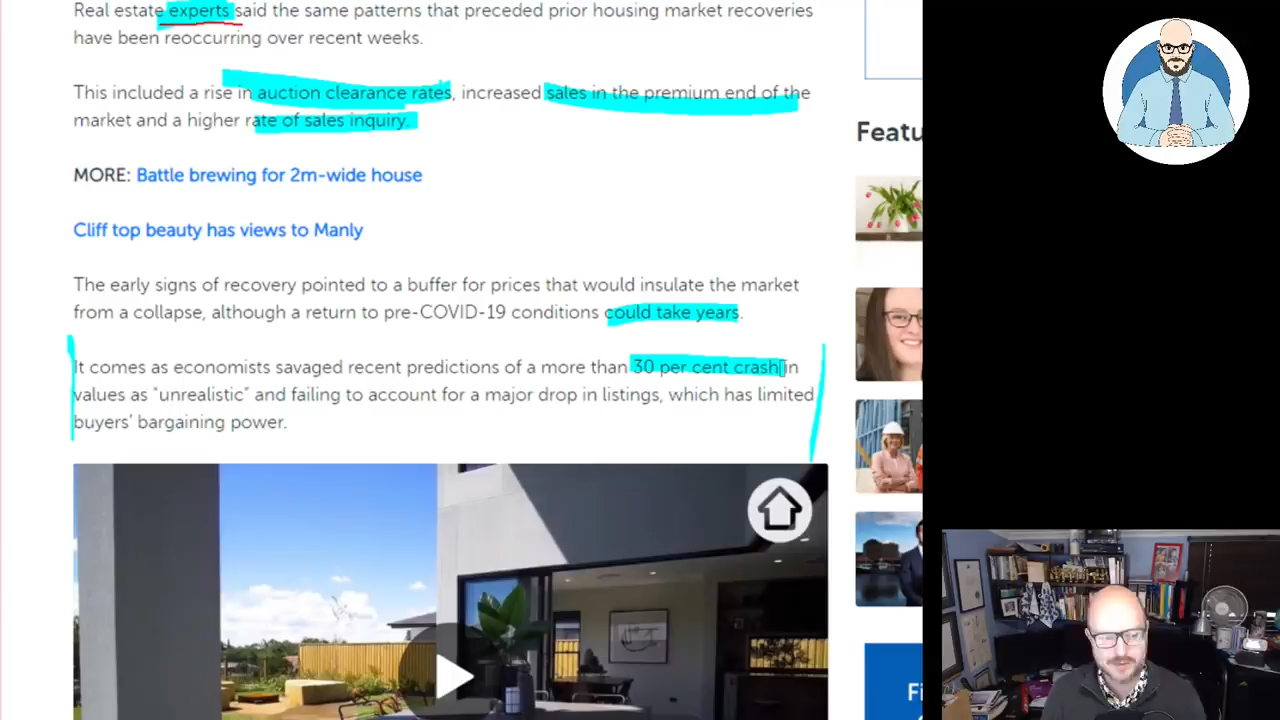 Real estate experts said the same patterns that preceded prior housing market recoveries
have been reoccurring over recent weeks.
This included a rise in auction clearance rates, increased sales in the premium end of the
market and a higher rate of sales inquiry.
MORE: Battle brewing for 2m-wide house
Cliff top beauty has views to Manly
The early signs of recovery pointed to a buffer for prices that would insulate the market
from a collapse, although a return to pre-COVID-19 conditions could take years.
It comes as economists savaged recent predictions of a more than 30 per cent crash in
values as “unrealistic” and failing to account for a major drop in listings, which has limited
buyers’ bargaining power.
Featu
Fi